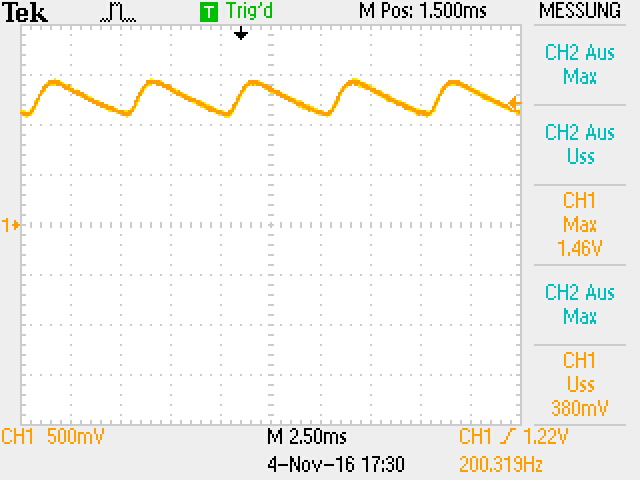 Tek T Trig'd M Pos: 1.500ms MESSUNG
CH2 Aus
Max
CH2 Aus
Uss
CH1
Max
1.46V
CH2 Aus
Max
CH1
Uss
380mV
1
CH1 500mV M 2.50ms CH1 1.22V
4-Nov-16 17:30 200.319Hz